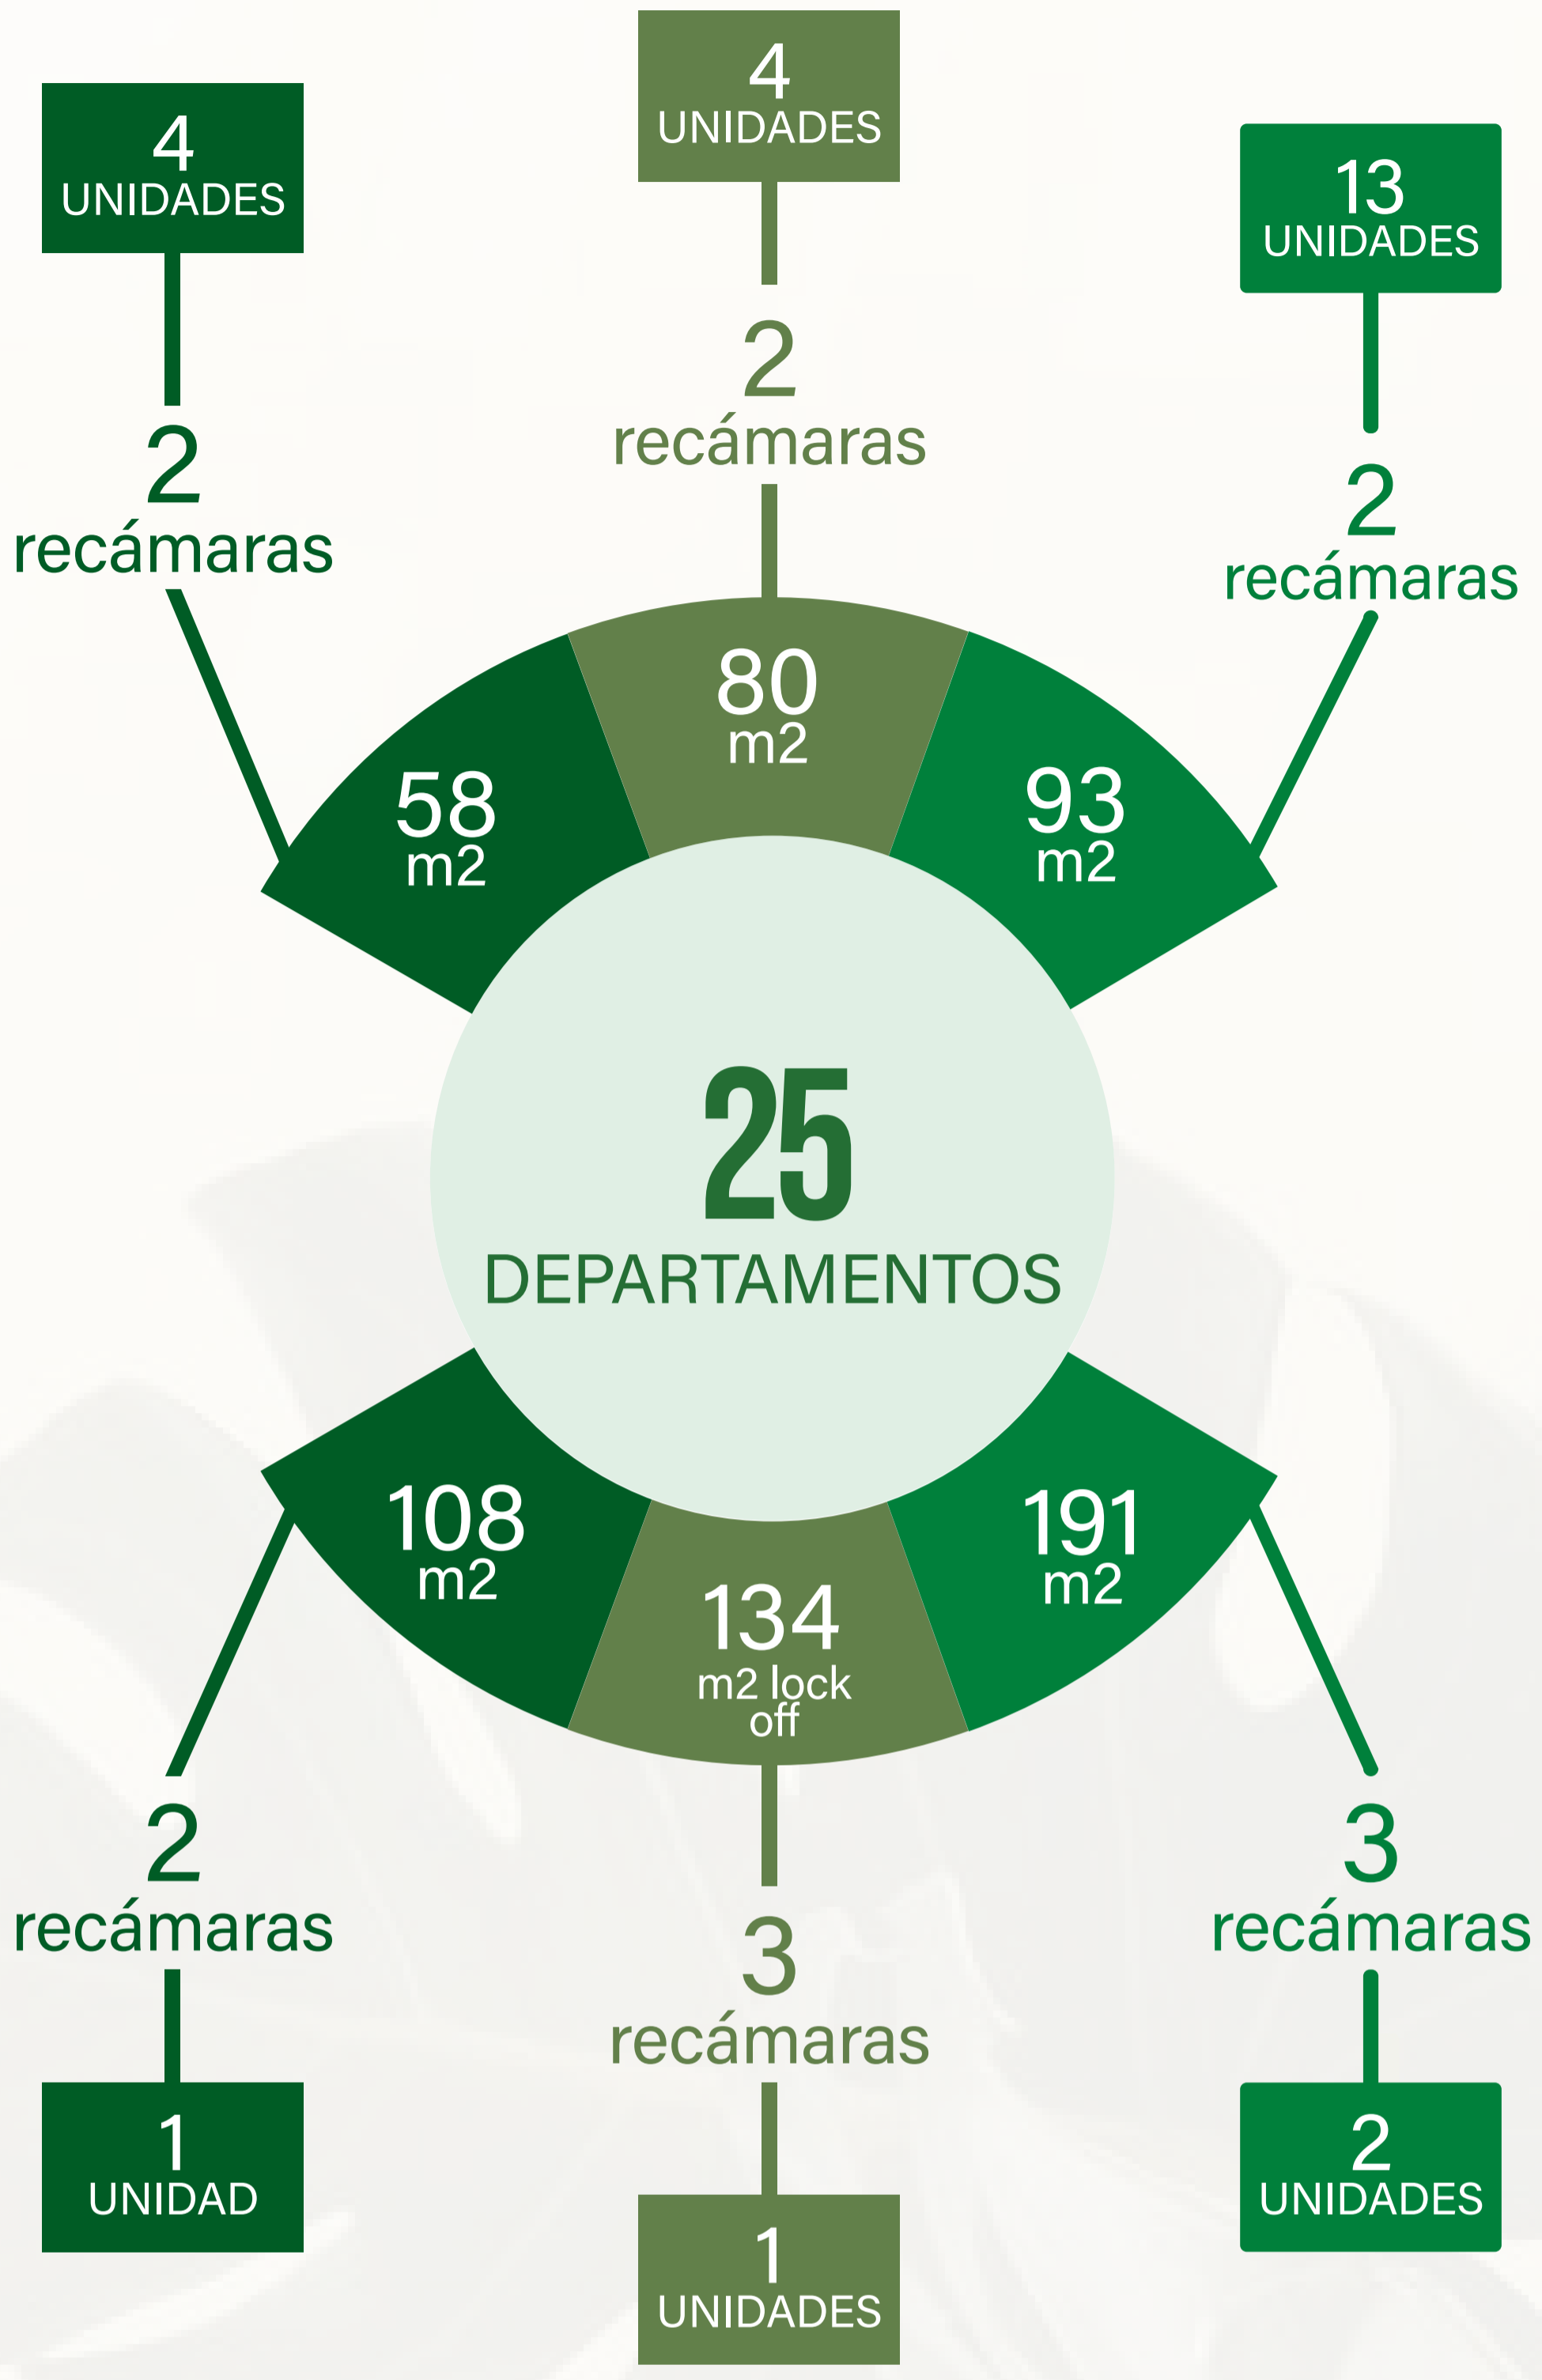 4
UNIDADES
2
recámaras
58
m2
4
UNIDADES
2
recámaras
80
m2
13
UNIDADES
2
recámaras
93
m2
25
DEPARTAMENTOS
108
m2
2
recámaras
1
UNIDAD
134
m2 lock
off
3
recámaras
1
UNIDADES
191
m2
3
recámaras
2
UNIDADES